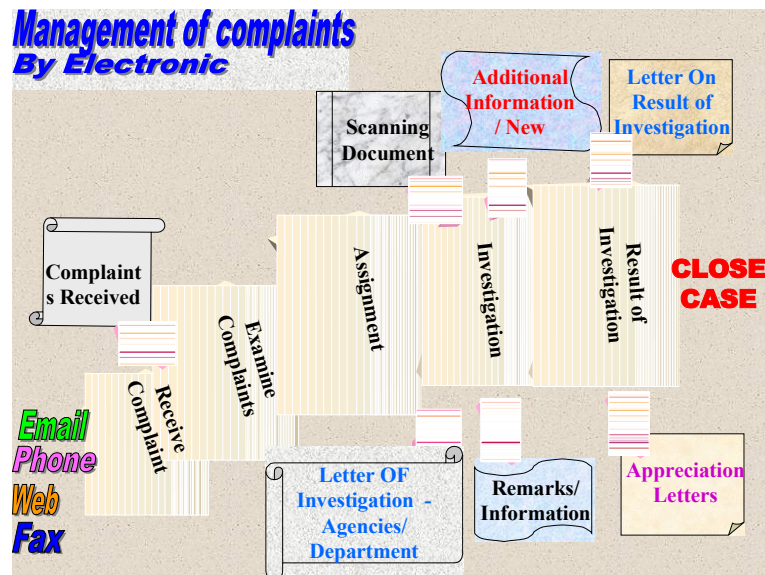 Management of complaints
By Electronic
Additional
Information
/ New
Letter On
Result of
Investigation
Scanning
Document
Complaint
s Received
Receive
Complaint
Examine
Complaints
Assignment
Investigation
Result of
Investigation
CLOSE
CASE
Email
Phone
Web
Fax
Letter OF
Investigation -
Agencies/
Department
Remarks/
Information
Appreciation
Letters